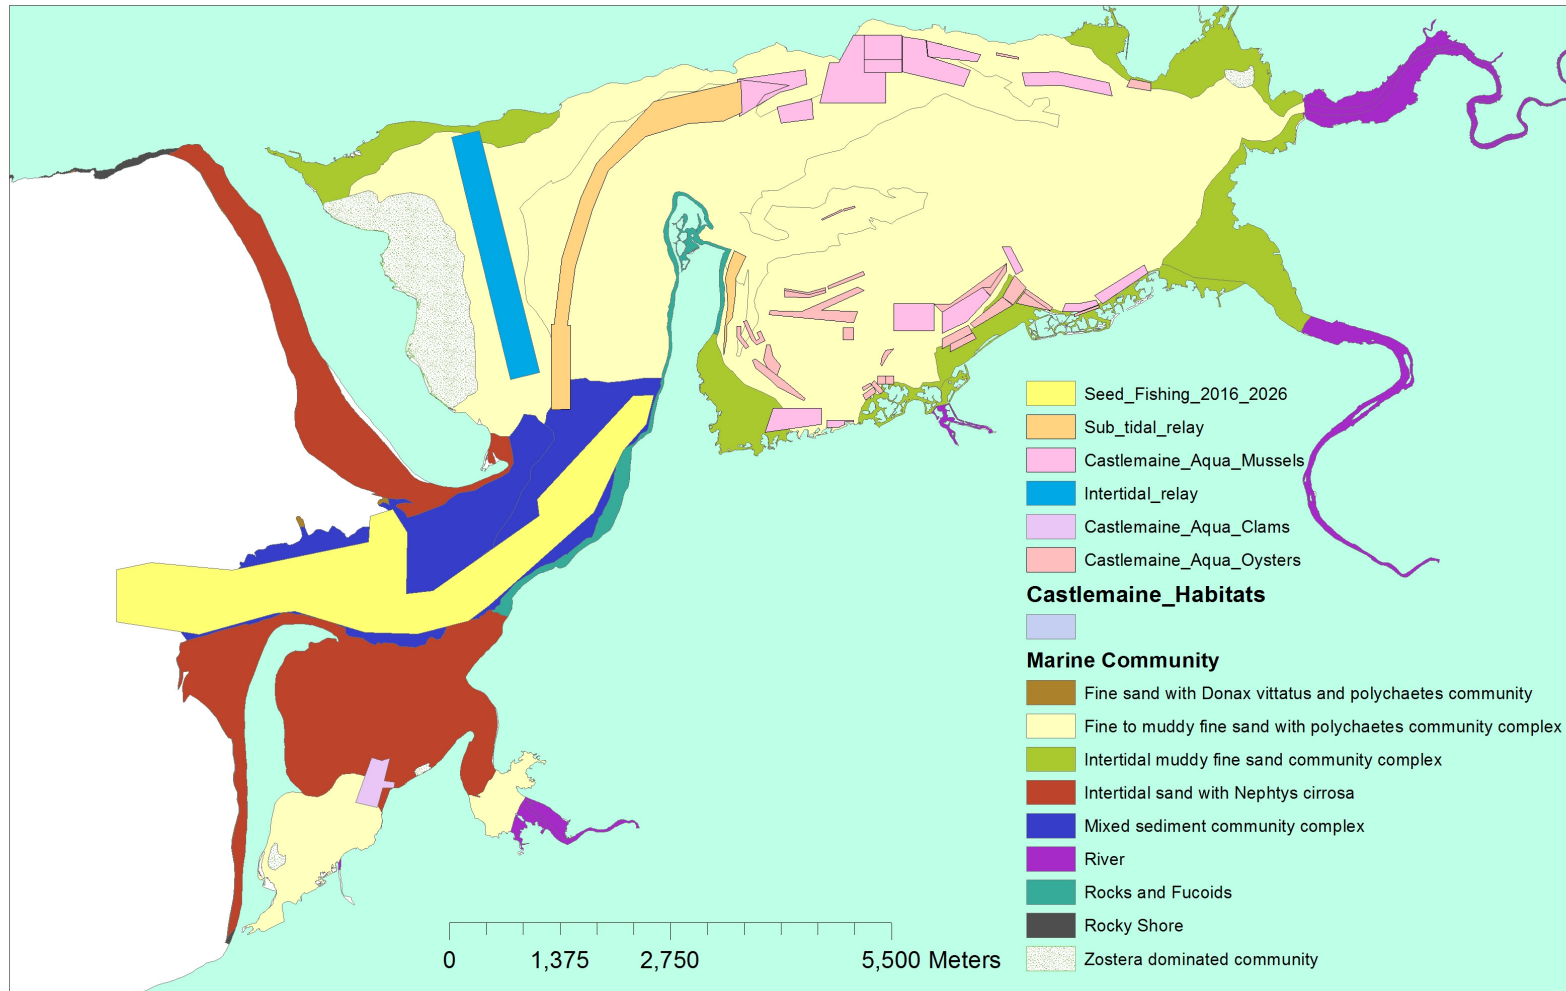 Seed_Fishing_2016_2026
Sub_tidal_relay
Castlemaine_Aqua_Mussels
Intertidal_relay
Castlemaine_Aqua_Clams
Castlemaine_Aqua_Oysters
Castlemaine_Habitats
Marine Community
Fine sand with Donax vittatus and polychaetes community
Fine to muddy fine sand with polychaetes community complex
Intertidal muddy fine sand community complex
Intertidal sand with Nephtys cirrosa
Mixed sediment community complex
River
Rocks and Fucoids
Rocky Shore
Zostera dominated community
0 1,375 2,750 5,500 Meters